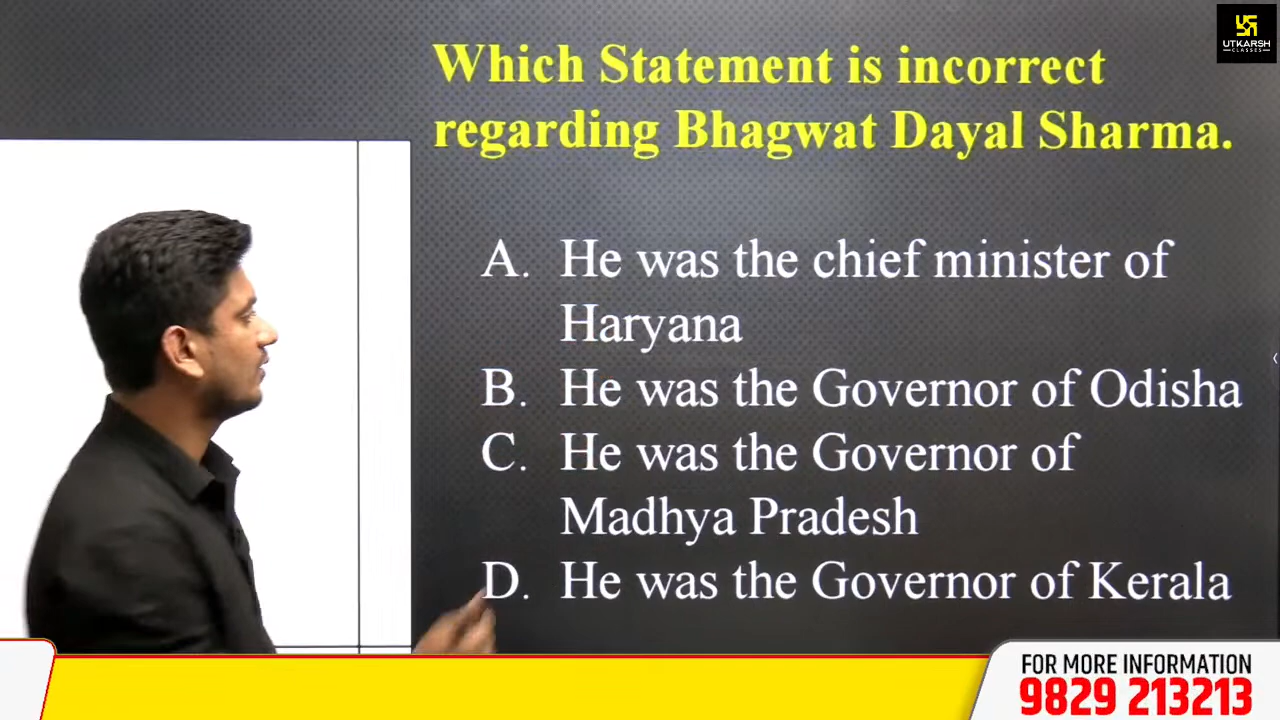 UTKARSH
CLASSES
Which Statement is incorrect
regarding Bhagwat Dayal Sharma.
A. He was the chief minister of
Haryana
B. He was the Governor of Odisha
C. He was the Governor of
Madhya Pradesh
D. He was the Governor of Kerala
FOR MORE INFORMATION
9829 213213